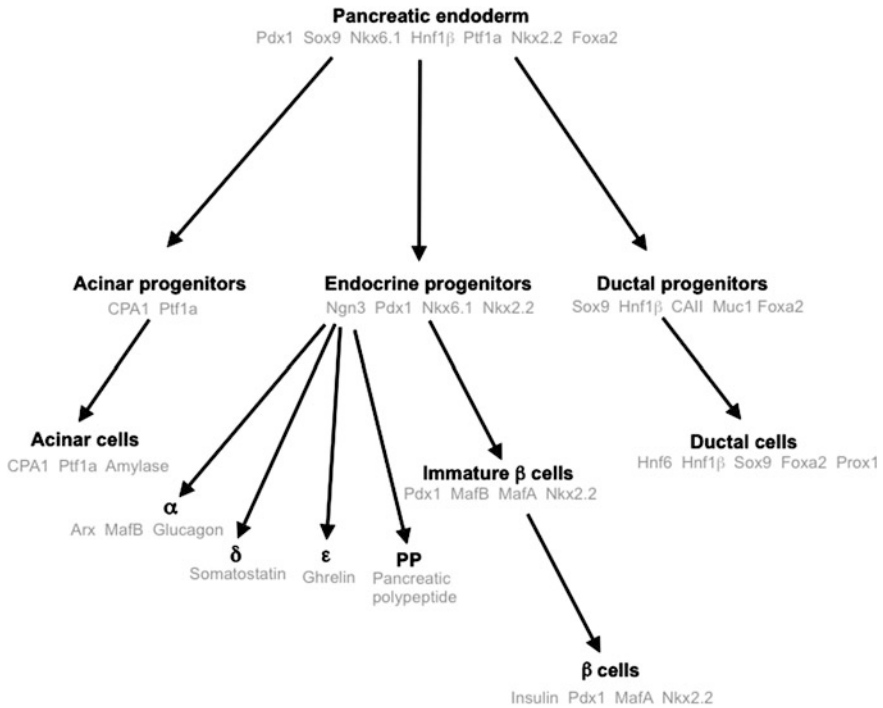 Pancreatic endoderm
Pdx1 Sox9 Nkx6.1 Hnf1β Ptf1a Nkx2.2 Foxa2
Acinar progenitors
CPA1 Ptf1a
Endocrine progenitors
Ngn3 Pdx1 Nkx6.1 Nkx2.2
Ductal progenitors
Sox9 Hnf1β CAII Muc1 Foxa2
Acinar cells
CPA1 Ptf1a Amylase
Ductal cells
Hnf6 Hnf1β Sox9 Foxa2 Prox1
Immature β cells
Pdx1 MafB MafA Nkx2.2
α
Arx MafB Glucagon
δ
Somatostatin
ε
Ghrelin
PP
Pancreatic
polypeptide
β cells
Insulin Pdx1 MafA Nkx2.2